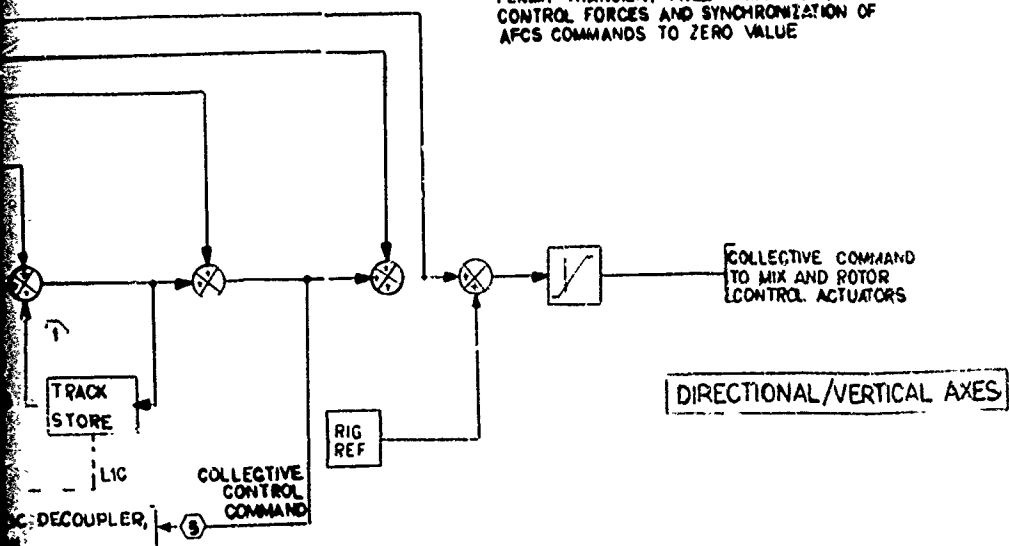 CONTROL FORCES AND SYNCHRONIZATION OF
AFCS COMMANDS TO ZERO VALUE
COLLECTIVE COMMAND
TO MIX AND ROTOR
CONTROL ACTUATORS
DIRECTIONAL/VERTICAL AXES
TRACK
STORE
RIG
REF
L1C
COLLECTIVE
CONTROL
COMMAND
DECOUPLER,